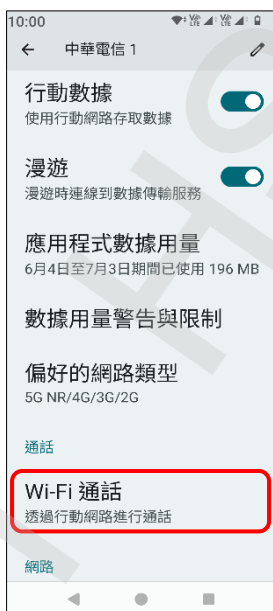 10:00
中華電信 1
行動數據
使用行動網路存取數據
漫遊
漫遊時連線到數據傳輸服務
應用程式數據用量
6月4日至7月3日期間已使用 196 MB
數據用量警告與限制
偏好的網路類型
5G NR/4G/3G/2G
通話
Wi-Fi 通話
透過行動網路進行通話
網路